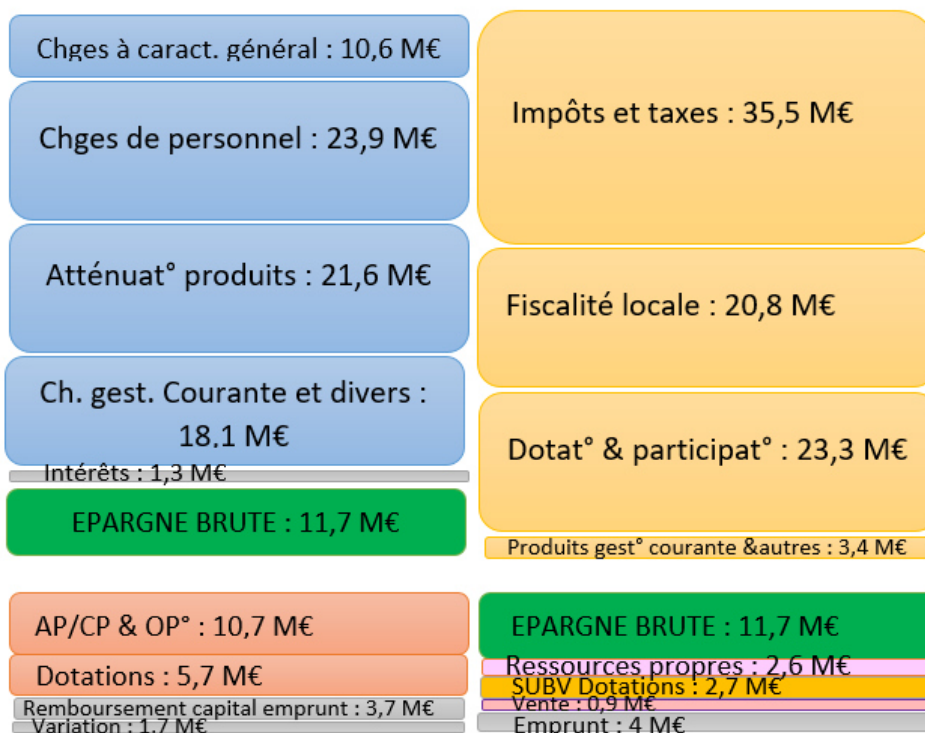 Chges à caract. général : 10,6 M€
Chges de personnel : 23,9 M€
Atténuat° produits : 21,6 M€
Ch. gest. Courante et divers :
18,1 M€
Intérêts : 1,3 M€
EPARGNE BRUTE : 11,7 M€
Impôts et taxes : 35,5 M€
Fiscalité locale : 20,8 M€
Dotat° & participat° : 23,3 M€
Produits gest° courante &autres : 3,4 M€
AP/CP & OP° : 10,7 M€
Dotations : 5,7 M€
Remboursement capital emprunt : 3,7 M€
Variation : 1,7 M€
EPARGNE BRUTE : 11,7 M€
Ressources propres : 2,6 M€
SUBV Dotations : 2,7 M€
Vente : 0,9 M€
Emprunt : 4 M€